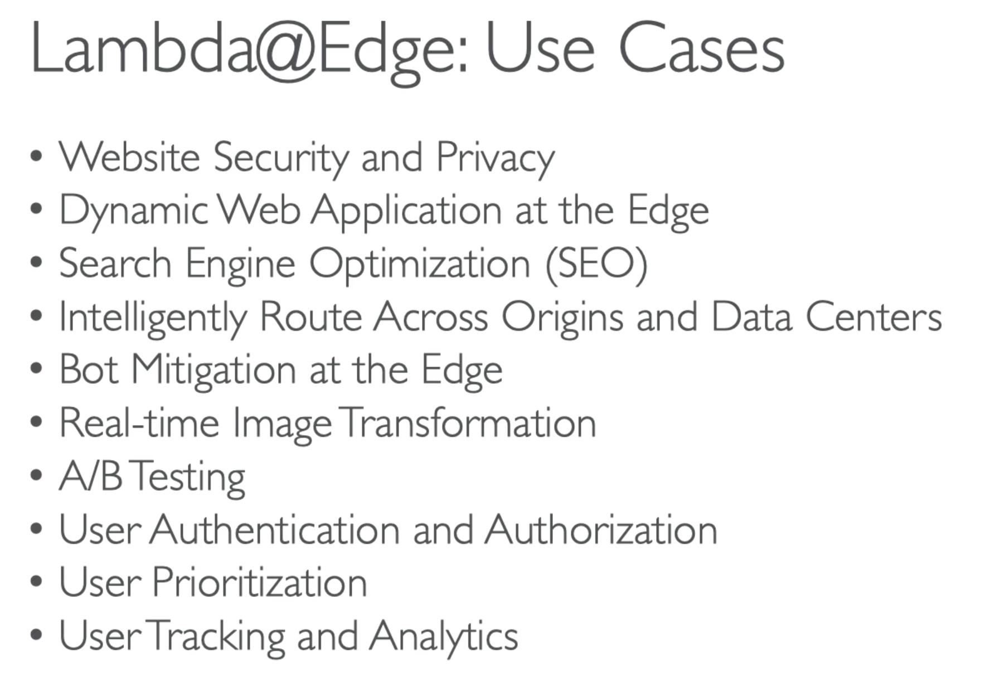 Lambda@Edge: Use Cases
• Website Security and Privacy
• Dynamic Web Application at the Edge
• Search Engine Optimization (SEO)
• Intelligently Route Across Origins and Data Centers
• Bot Mitigation at the Edge
• Real-time Image Transformation
• A/B Testing
• User Authentication and Authorization
• User Prioritization
• User Tracking and Analytics